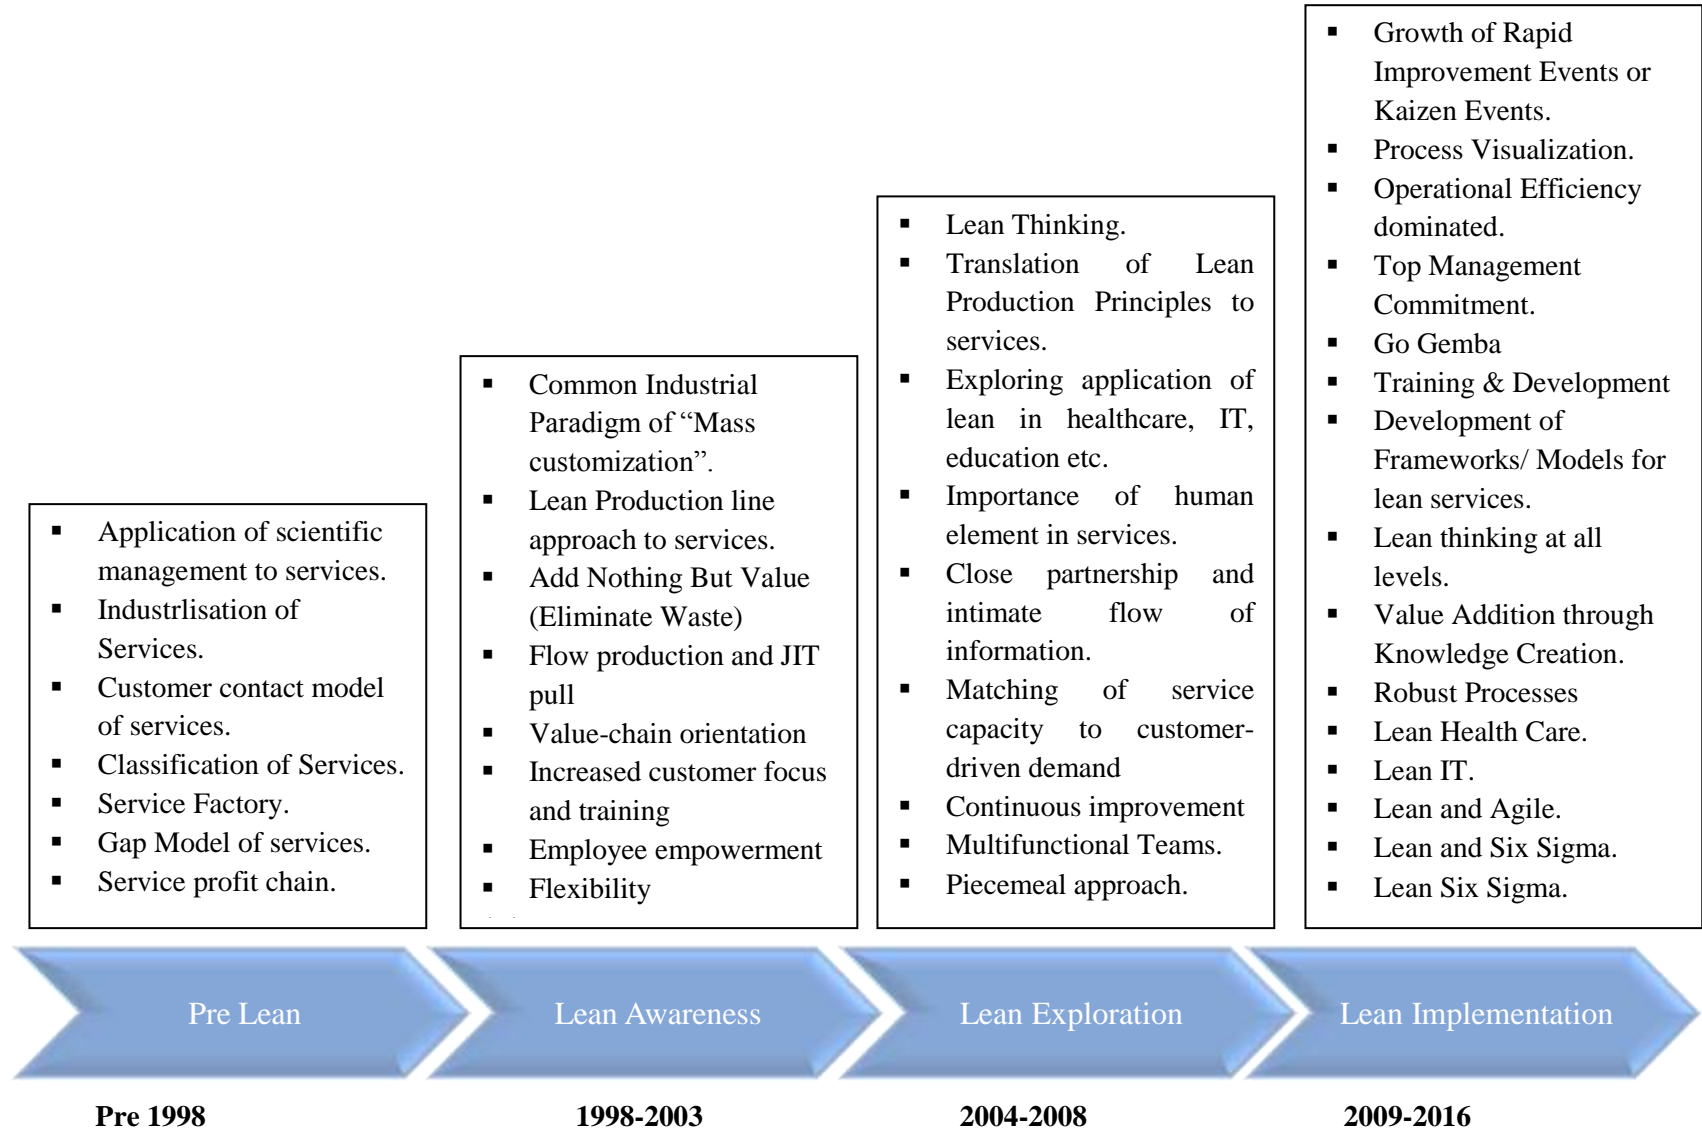 ▪ Application of scientific
management to services.
▪ Industrlisation of
Services.
▪ Customer contact model
of services.
▪ Classification of Services.
▪ Service Factory.
▪ Gap Model of services.
▪ Service profit chain.
▪ Common Industrial
Paradigm of “Mass
customization”.
▪ Lean Production line
approach to services.
▪ Add Nothing But Value
(Eliminate Waste)
▪ Flow production and JIT
pull
▪ Value-chain orientation
▪ Increased customer focus
and training
▪ Employee empowerment
▪ Flexibility
▪ Lean Thinking.
▪ Translation of Lean
Production Principles to
services.
▪ Exploring application of
lean in healthcare, IT,
education etc.
▪ Importance of human
element in services.
▪ Close partnership and
intimate flow of
information.
▪ Matching of service
capacity to customer-
driven demand
▪ Continuous improvement
▪ Multifunctional Teams.
▪ Piecemeal approach.
▪ Growth of Rapid
Improvement Events or
Kaizen Events.
▪ Process Visualization.
▪ Operational Efficiency
dominated.
▪ Top Management
Commitment.
▪ Go Gemba
▪ Training & Development
▪ Development of
Frameworks/ Models for
lean services.
▪ Lean thinking at all
levels.
▪ Value Addition through
Knowledge Creation.
▪ Robust Processes
▪ Lean Health Care.
▪ Lean IT.
▪ Lean and Agile.
▪ Lean and Six Sigma.
▪ Lean Six Sigma.
Pre Lean
Lean Awareness
Lean Exploration
Lean Implementation
Pre 1998
1998-2003
2004-2008
2009-2016